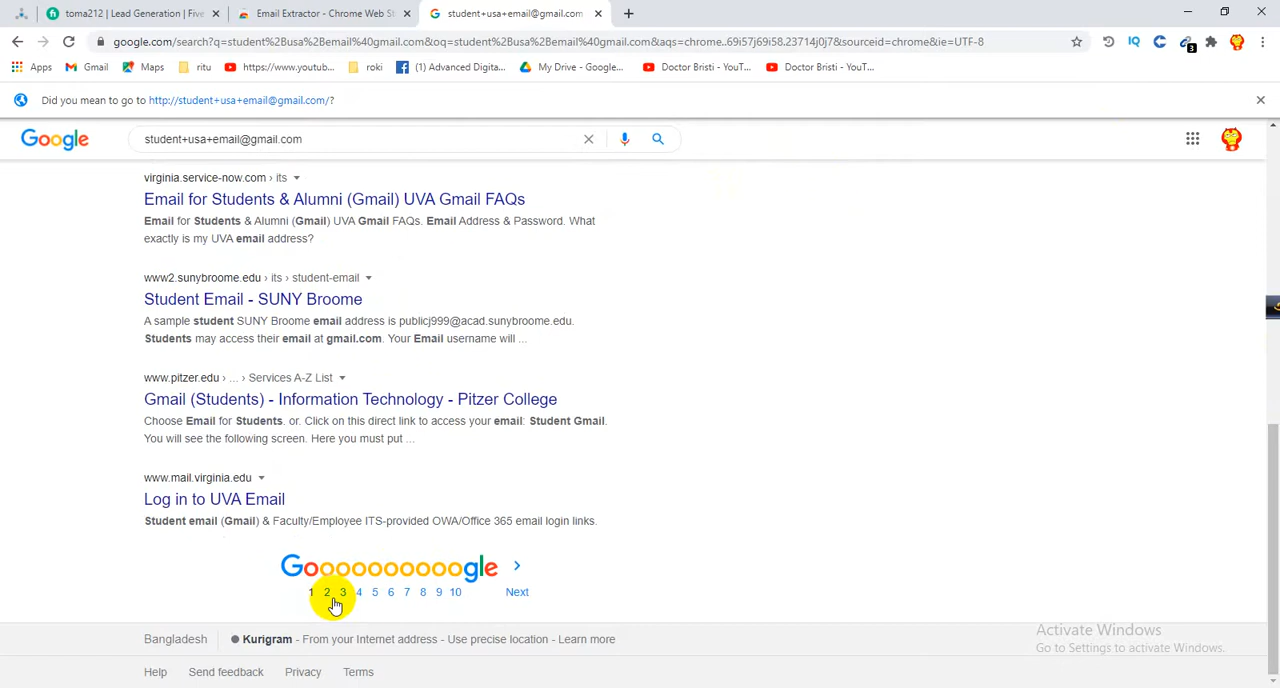 toma212 | Lead Generation | Five
Email Extractor - Chrome Web St
student+usa+email@gmail.com
google.com/search?q=student%2Busa%2Bemail%40gmail.com&oq=student%2Busa%2Bemail%40gmail.com&aqs=chrome..69i57j69i58.23714j0j7&sourceid=chrome&ie=UTF-8
3
Apps
Gmail
Maps
ritu
https://www.youtub...
roki
(1) Advanced Digita...
My Drive - Google...
Doctor Bristi - YouT...
Doctor Bristi - YouT...
Did you mean to go to http://student+usa+email@gmail.com/?
Google
student+usa+email@gmail.com
virginia.service-now.com › its
Email for Students & Alumni (Gmail) UVA Gmail FAQs
Email for Students & Alumni (Gmail) UVA Gmail FAQs. Email Address & Password. What
exactly is my UVA email address?
www2.sunybroome.edu › its › student-email
Student Email - SUNY Broome
A sample student SUNY Broome email address is publicj999@acad.sunybroome.edu.
Students may access their email at gmail.com. Your Email username will ...
www.pitzer.edu › ... › Services A-Z List
Gmail (Students) - Information Technology - Pitzer College
Choose Email for Students. or. Click on this direct link to access your email: Student Gmail.
You will see the following screen. Here you must put ...
www.mail.virginia.edu
Log in to UVA Email
Student email (Gmail) & Faculty/Employee ITS-provided OWA/Office 365 email login links.
Goooooooooogle >
1 2 3 4 5 6 7 8 9 10 Next
Bangladesh
Kurigram - From your Internet address - Use precise location - Learn more
Activate Windows
Go to Settings to activate Windows.
Help Send feedback Privacy Terms